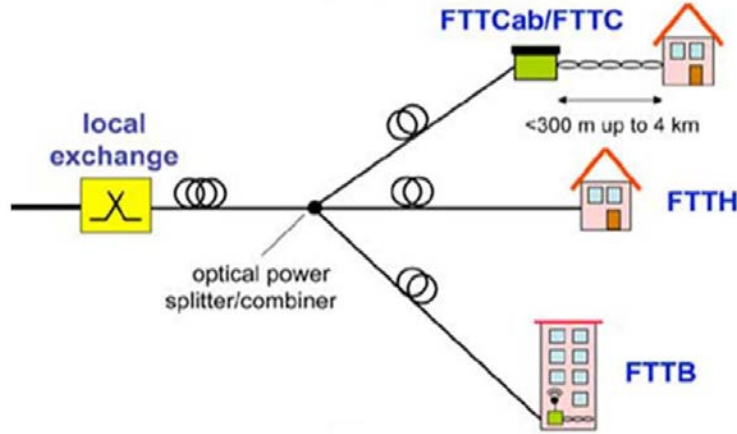 FTTCab/FTTC
<300 m up to 4 km
local
exchange
FTTH
optical power
splitter/combiner
FTTB